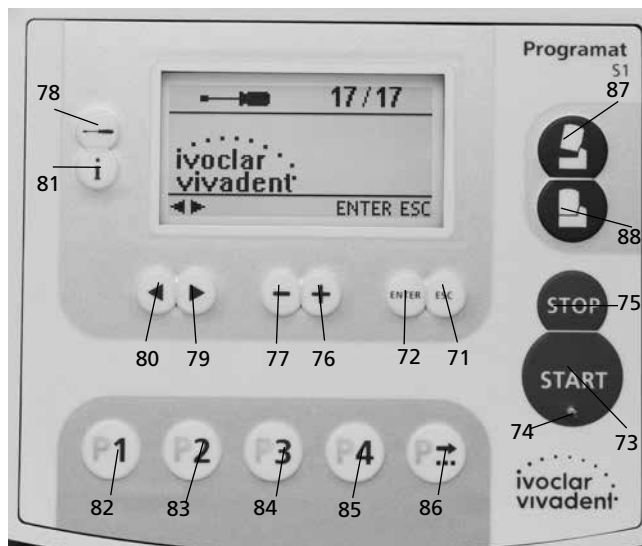 Programat
S1
78
87
17/17
81
i
ivoclar
vivadent
88
ENTER ESC
- +
ENTER ESC
STOP
75
80 79 77 76 72 71
START
74
73
P1 P2 P3 P4 P
82 83 84 85 86
ivoclar
vivadent